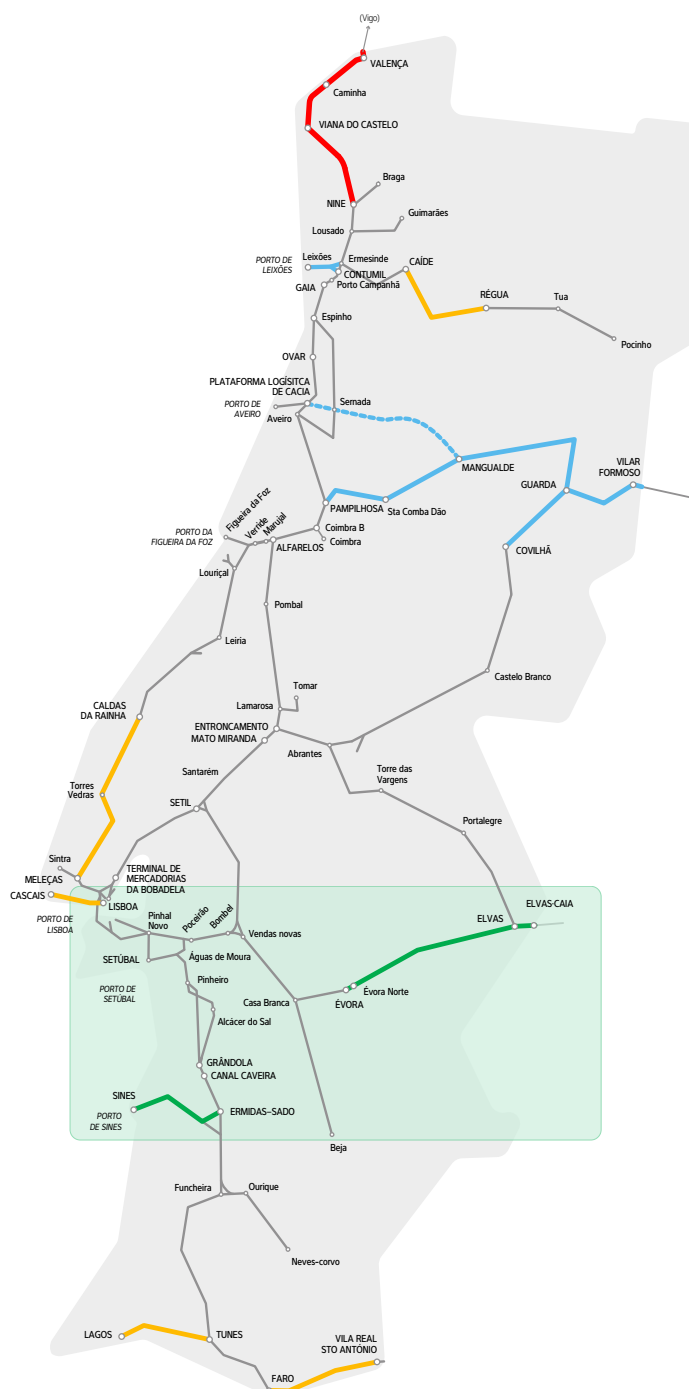 (Vigo)
VALENÇA
Caminha
VIANA DO CASTELO
Braga
NINE
Guimarães
Lousado
Leixões
Ermesinde
PORTO DE
LEIXÕES
CAÍDE
CONTUMIL
GAIA
Porto Campanhã
RÉGUA
Tua
Espinho
Pocinho
OVAR
PLATAFORMA LOGÍSITCA
DE CACIA
Sernada
PORTO DE
AVEIRO
Aveiro
MANGUALDE
VILAR
FORMOSO
GUARDA
PAMPILHOSA
Sta Comba Dão
Figueira da Foz
Verride
Marujal
PORTO DA
FIGUEIRA DA FOZ
Coimbra B
Coimbra
ALFARELOS
COVILHÃ
Louriçal
Pombal
Leiria
Castelo Branco
Tomar
CALDAS
DA RAINHA
Lamarosa
ENTRONCAMENTO
MATO MIRANDA
Abrantes
Santarém
Torre das
Vargens
Torres
Vedras
SETIL
Portalegre
Sintra
MELEÇAS
TERMINAL DE
MERCADORIAS
DA BOBADELA
CASCAIS
LISBOA
ELVAS-CAIA
PORTO DE
LISBOA
Pinhal
Novo
Poceirão
Bombel
ELVAS
Vendas novas
SETÚBAL
Águas de Moura
Pinheiro
PORTO DE
SETÚBAL
Évora Norte
Casa Branca
ÉVORA
Alcácer do Sal
GRÂNDOLA
CANAL CAVEIRA
SINES
PORTO
DE SINES
ERMIDAS-SADO
Beja
Funcheira
Ourique
Neves-corvo
LAGOS
TUNES
VILA REAL
STO ANTÓNIO
FARO